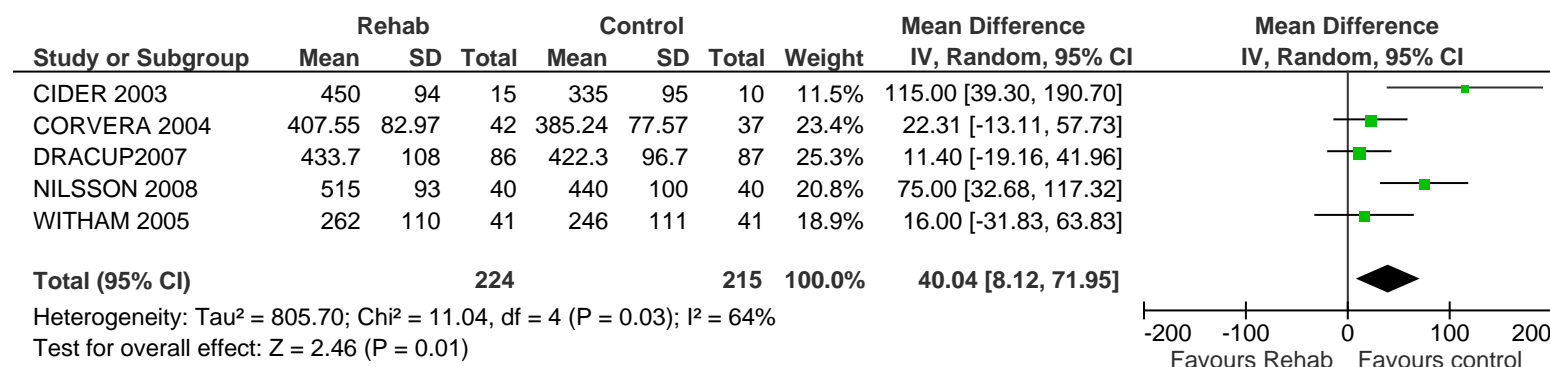 Rehab Control Mean Difference Mean Difference
Study or Subgroup Mean SD Total Mean SD Total Weight IV, Random, 95% CI IV, Random, 95% CI
CIDER 2003 450 94 15 335 95 10 11.5% 115.00 [39.30, 190.70]
CORVERA 2004 407.55 82.97 42 385.24 77.57 37 23.4% 22.31 [-13.11, 57.73]
DRACUP2007 433.7 108 86 422.3 96.7 87 25.3% 11.40 [-19.16, 41.96]
NILSSON 2008 515 93 40 440 100 40 20.8% 75.00 [32.68, 117.32]
WITHAM 2005 262 110 41 246 111 41 18.9% 16.00 [-31.83, 63.83]
Total (95% CI) 224 215 100.0% 40.04 [8.12, 71.95]
Heterogeneity: Tau² = 805.70; Chi² = 11.04, df = 4 (P = 0.03); I² = 64%
Test for overall effect: Z = 2.46 (P = 0.01)
-200 -100 0 100 200
Favours Rehab Favours control